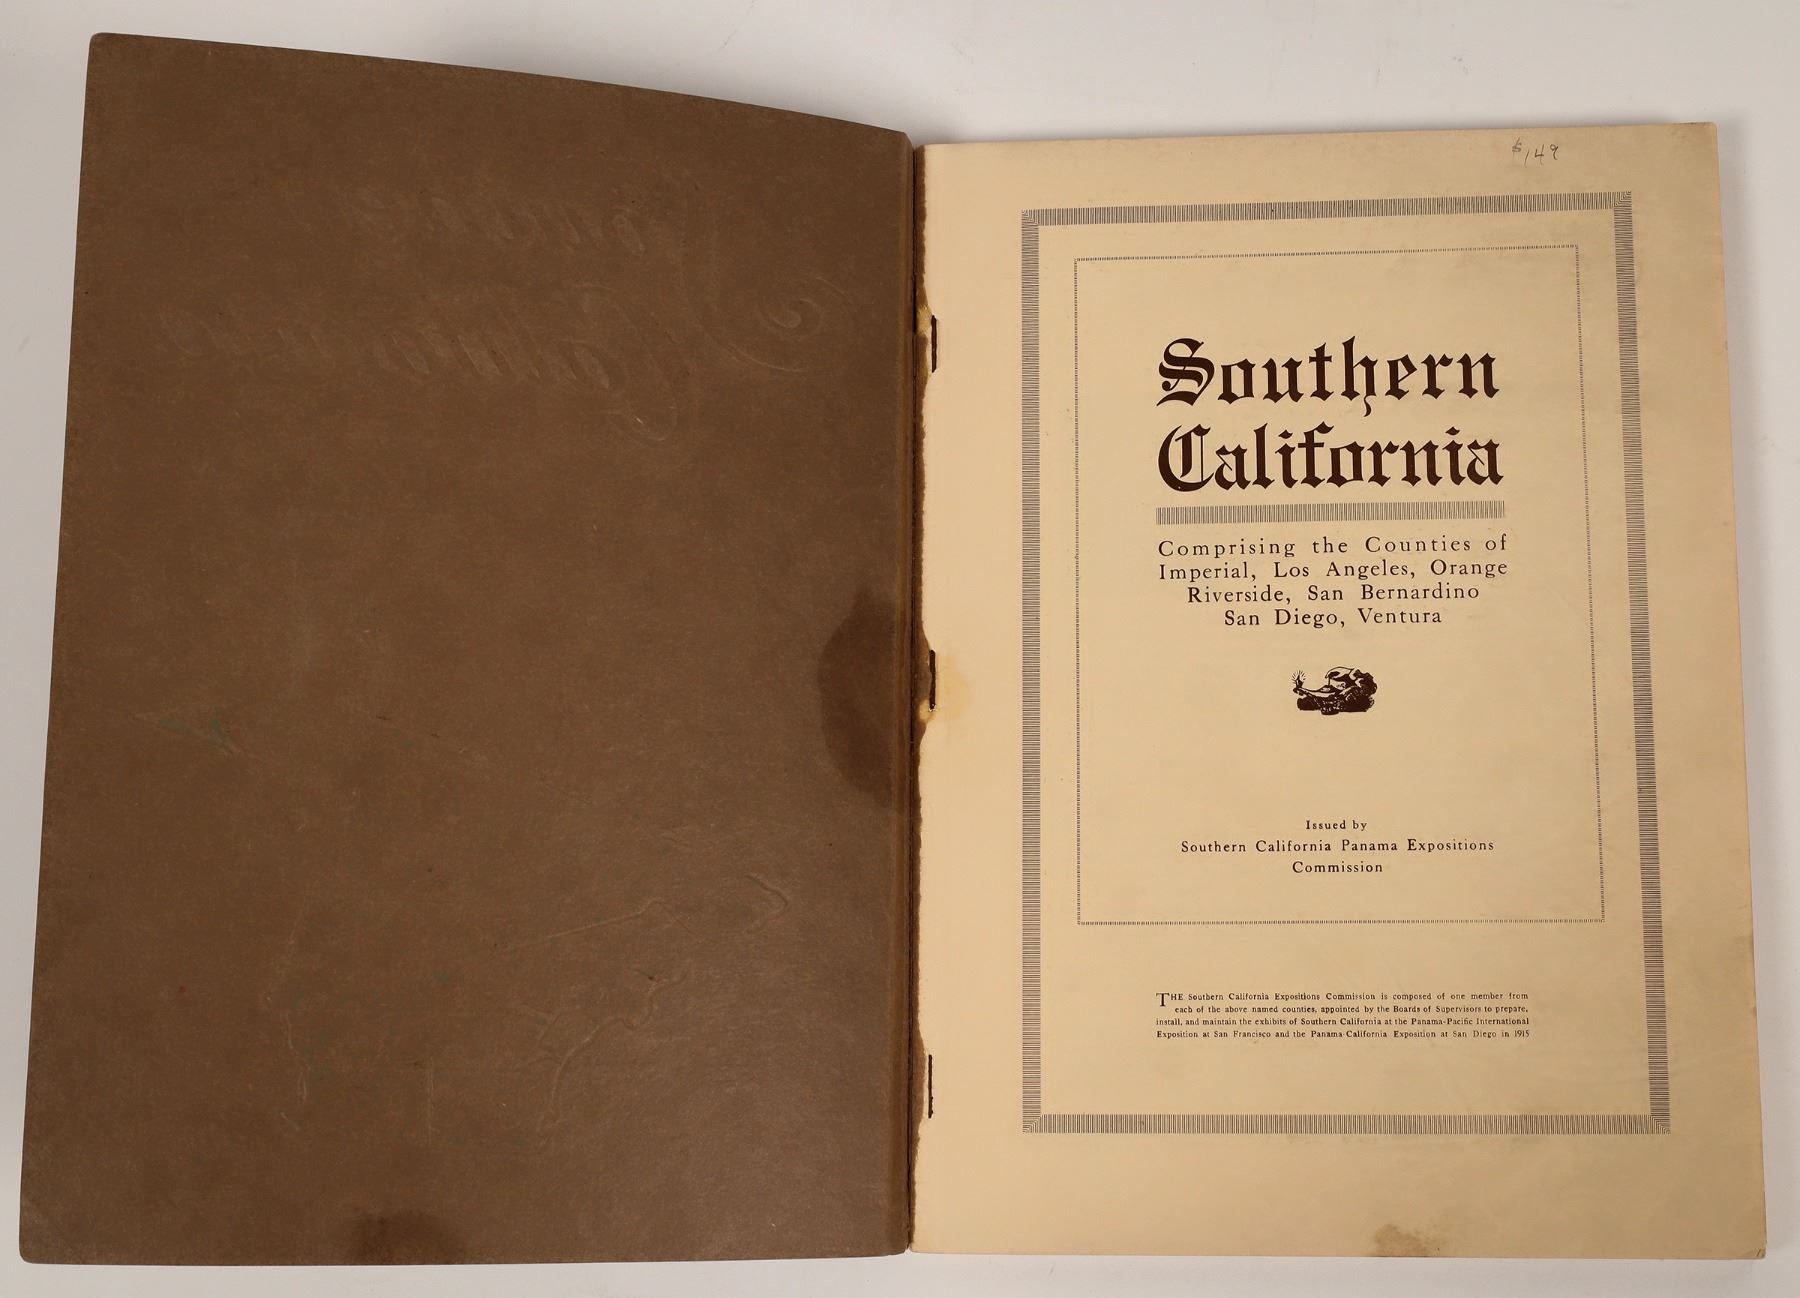 $149
Southern
California
Comprising the Counties of
Imperial, Los Angeles, Orange
Riverside, San Bernardino
San Diego, Ventura
Issued by
Southern California Panama Expositions
Commission
THE Southern California Expositions Commission is composed of one member from
each of the above named counties, appointed by the Boards of Supervisors to prepare,
install, and maintain the exhibits of Southern California at the Panama-Pacific International
Exposition at San Francisco and the Panama-California Exposition at San Diego in 1915